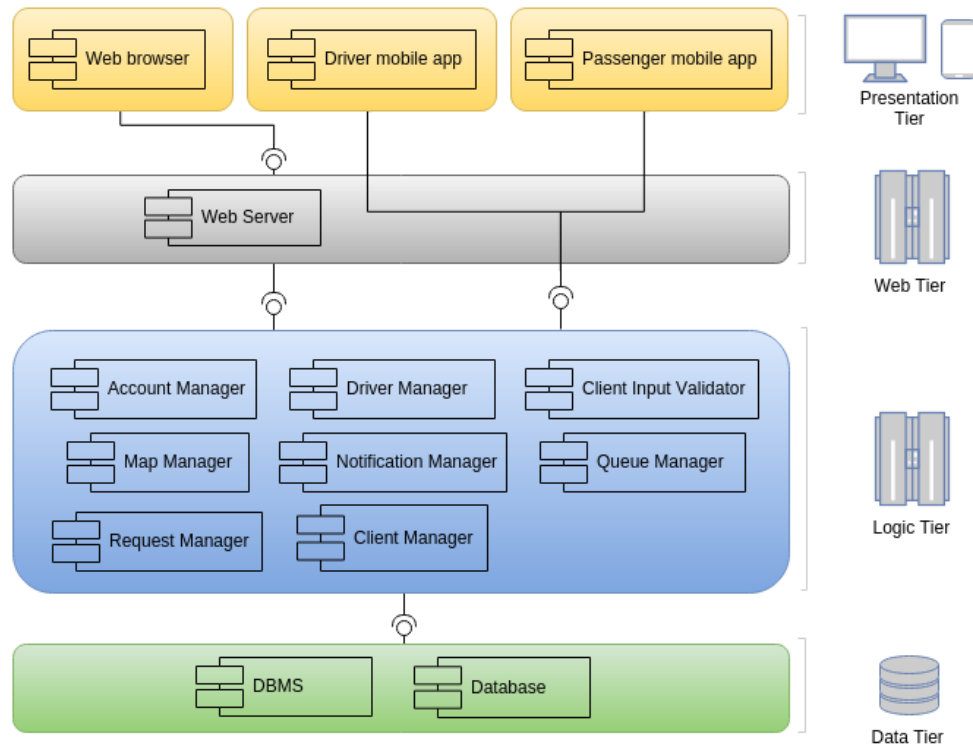 Web browser
Driver mobile app
Passenger mobile app
Presentation
Tier
Web Server
Web Tier
Account Manager
Driver Manager
Client Input Validator
Map Manager
Notification Manager
Queue Manager
Request Manager
Client Manager
Logic Tier
DBMS
Database
Data Tier